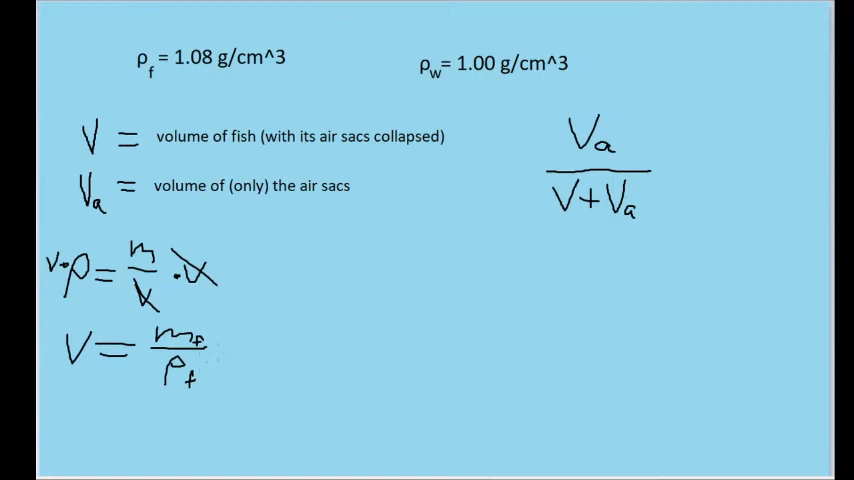 ρf = 1.08 g/cm^3
ρw= 1.00 g/cm^3
V = volume of fish (with its air sacs collapsed)
Va = volume of (only) the air sacs
Va
V+Va
V·ρ = m/V · V
V = mf/ρf